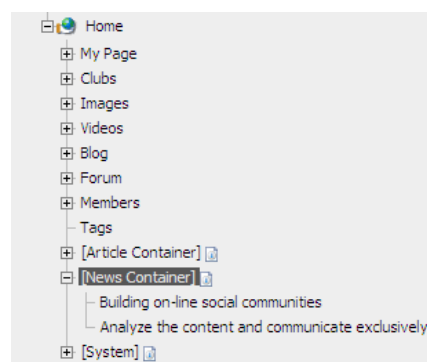 Home
My Page
Clubs
Images
Videos
Blog
Forum
Members
Tags
[Article Container]
[News Container]
Building on-line social communities
Analyze the content and communicate exclusively
[System]